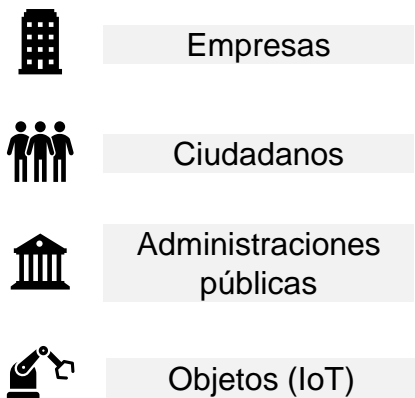 Empresas
Ciudadanos
Administraciones
públicas
Objetos (IoT)